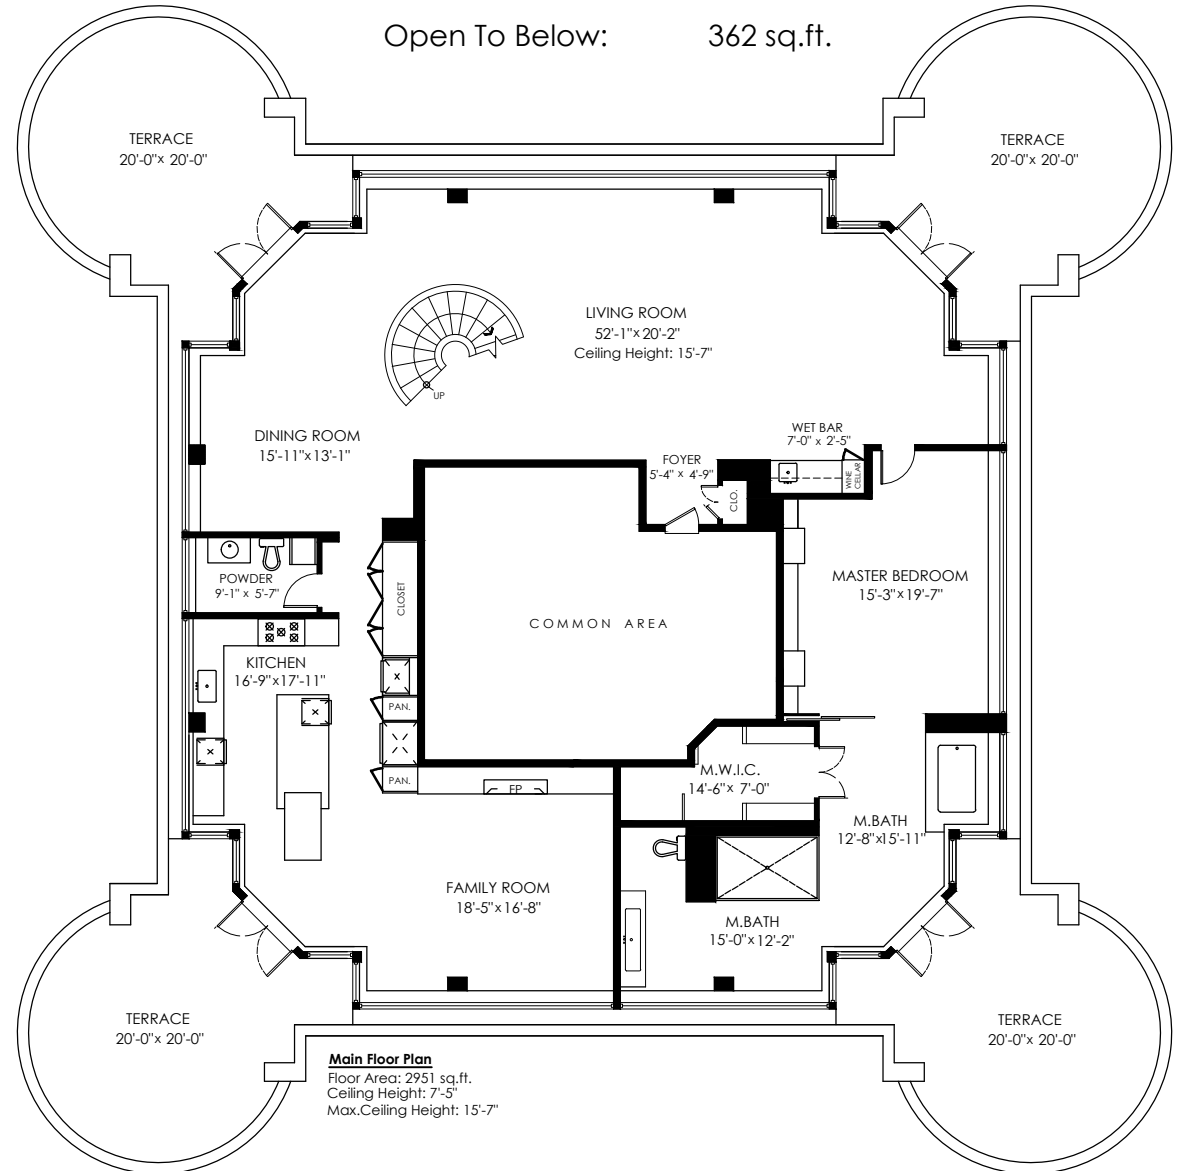 Open To Below: 362 sq.ft.
TERRACE
20'-0"x 20'-0"
TERRACE
20'-0"x 20'-0"
LIVING ROOM
52'-1"x 20'-2"
Ceiling Height: 15'-7"
UP
DINING ROOM
15'-11"x 13'-1"
WET BAR
7'-0" x 2'-5"
WINE
CELLAR
FOYER
5'-4" x 4'-9"
CLO.
POWDER
9'-1" x 5'-7"
CLOSET
MASTER BEDROOM
15'-3"x 19'-7"
COMMON AREA
KITCHEN
16'-9"x 17'-11"
PAN.
PAN.
FP
M.W.I.C.
14'-6"x 7'-0"
M.BATH
12'-8"x15'-11"
FAMILY ROOM
18'-5"x 16'-8"
M.BATH
15'-0"x 12'-2"
TERRACE
20'-0"x 20'-0"
TERRACE
20'-0"x 20'-0"
Main Floor Plan
Floor Area: 2951 sq.ft.
Ceiling Height: 7'-5"
Max.Ceiling Height: 15'-7"